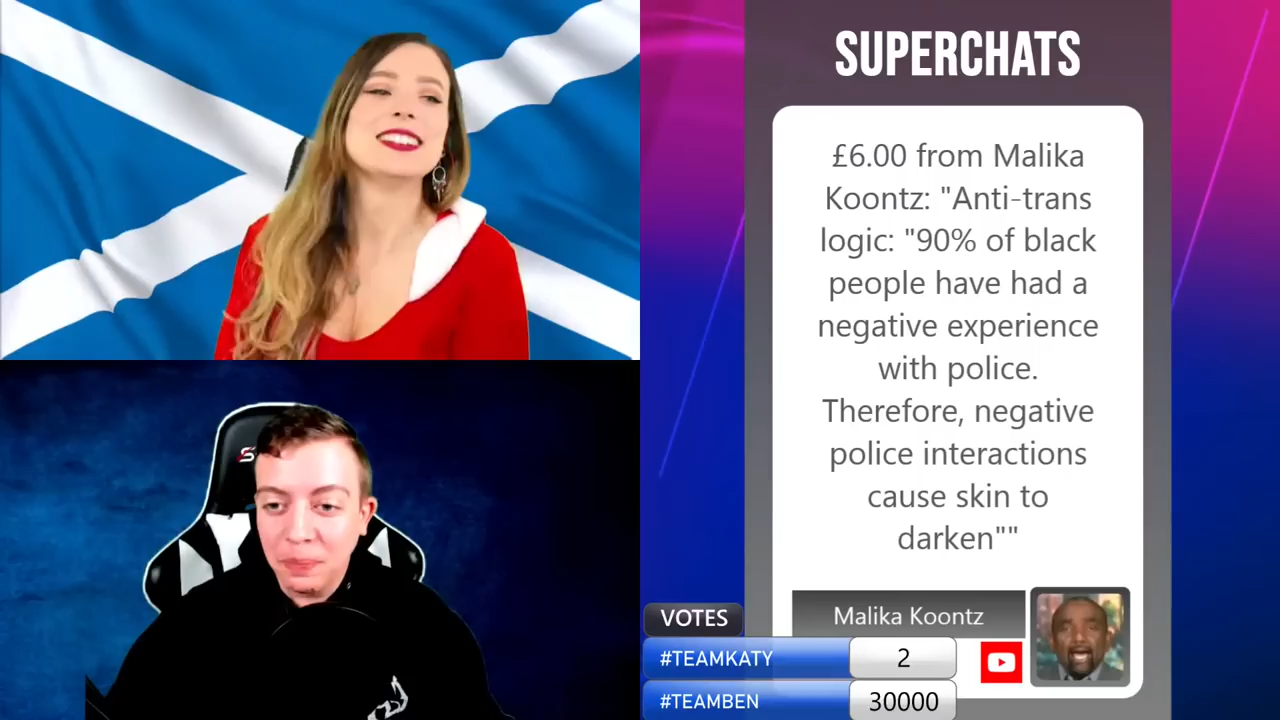 SUPERCHATS
£6.00 from Malika
Koontz: "Anti-trans
logic: "90% of black
people have had a
negative experience
with police.
Therefore, negative
police interactions
cause skin to
darken""
Malika Koontz
VOTES
#TEAMKATY 2
#TEAMBEN 30000